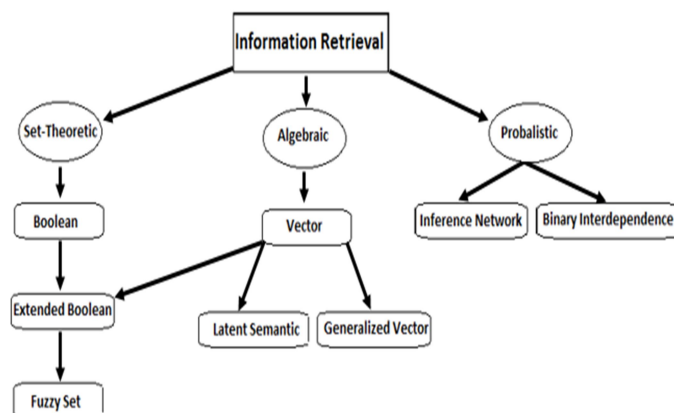 Information Retrieval
Set-Theoretic
Algebraic
Probalistic
Boolean
Vector
Inference Network
Binary Interdependence
Extended Boolean
Latent Semantic
Generalized Vector
Fuzzy Set